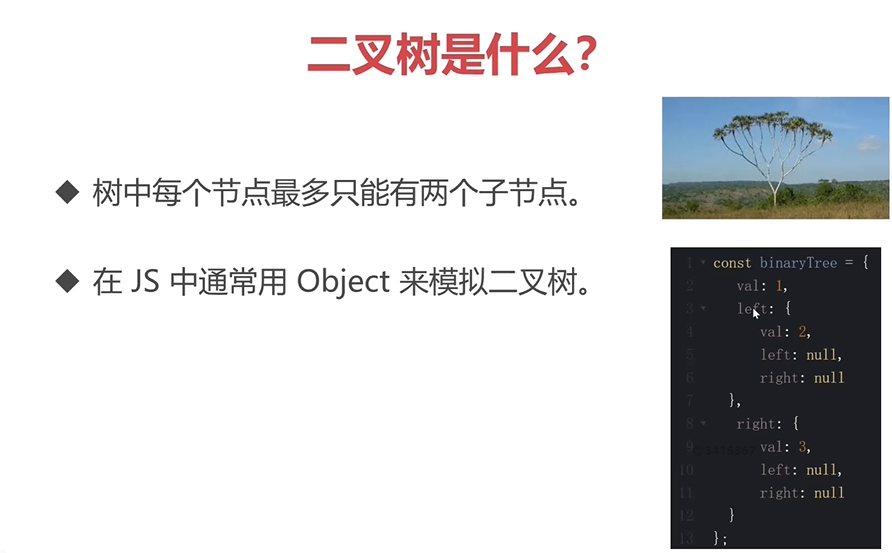 二叉树是什么？
◆ 树中每个节点最多只能有两个子节点。
◆ 在 JS 中通常用 Object 来模拟二叉树。
1 const binaryTree = {
2 val: 1,
3 left: {
4 val: 2,
5 left: null,
6 right: null
7 },
8 right: {
9 val: 3,
10 left: null,
11 right: null
12 }
13 };